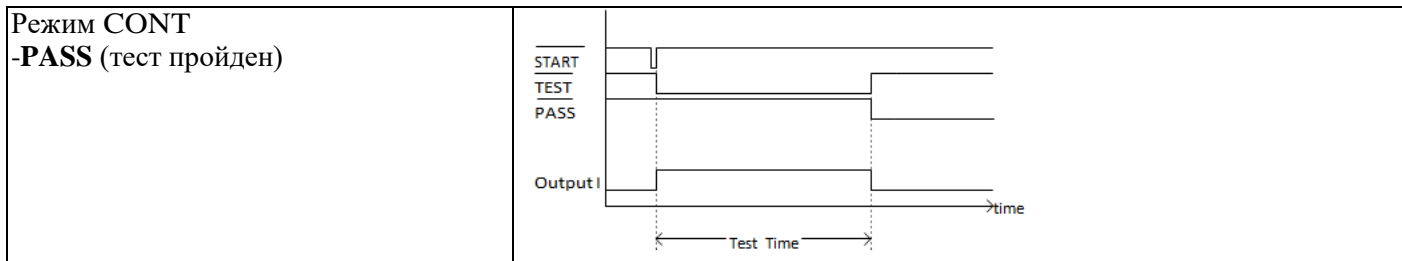 Режим CONT
-PASS (тест пройден)
START
TEST
PASS
Output I
time
Test Time